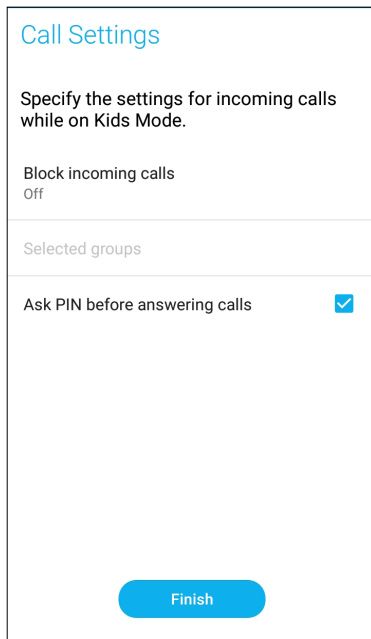 Call Settings
Specify the settings for incoming calls
while on Kids Mode.
Block incoming calls
Off
Selected groups
Ask PIN before answering calls
Finish